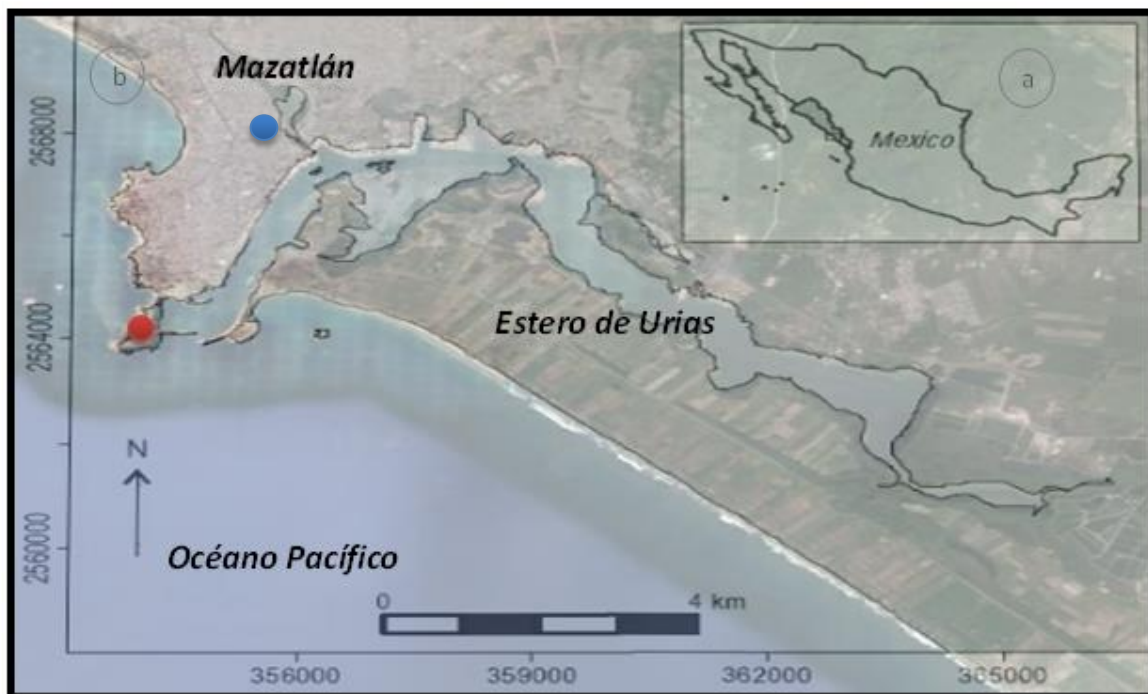 b
Mazatlán
a
Mexico
2568000
2564000
2560000
Estero de Urias
N
Océano Pacífico
0
4 km
356000
359000
362000
365000